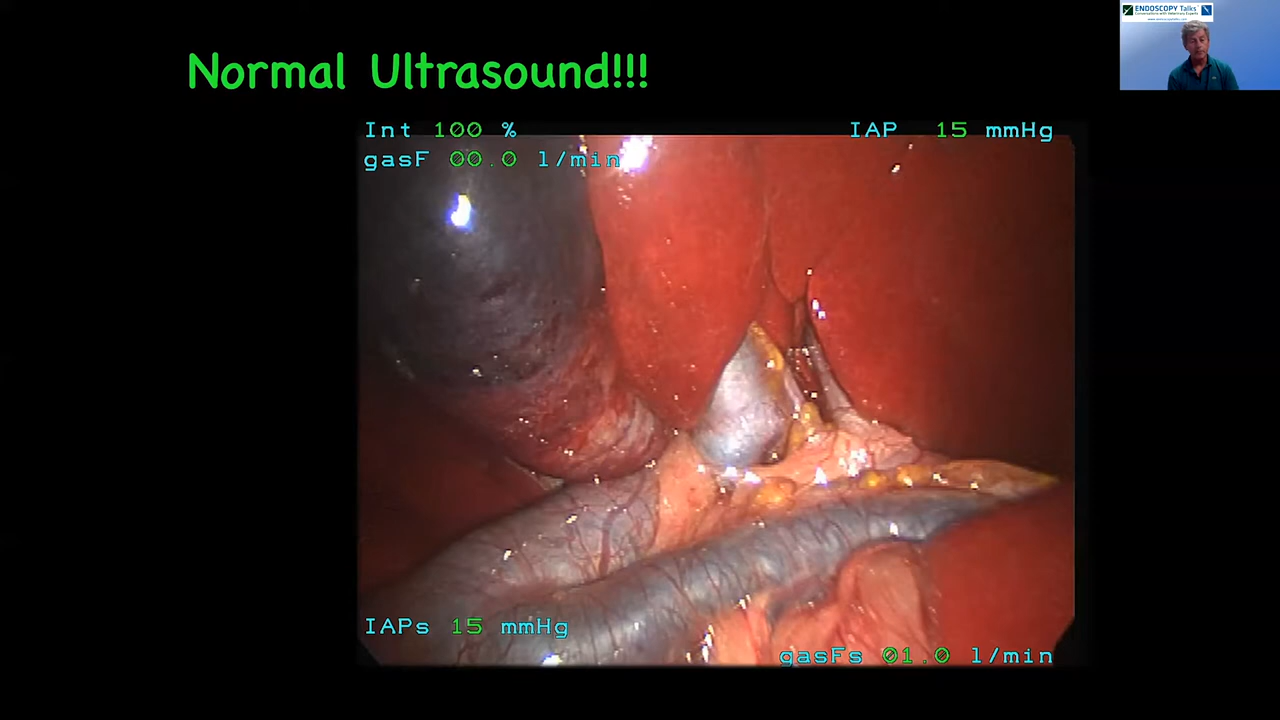 ENDOSCOPY Talks
Normal Ultrasound!!!
Int 100 %
IAP 15 mmHg
gasF 00.0 l/min
IAPs 15 mmHg
gasFs 01.0 l/min